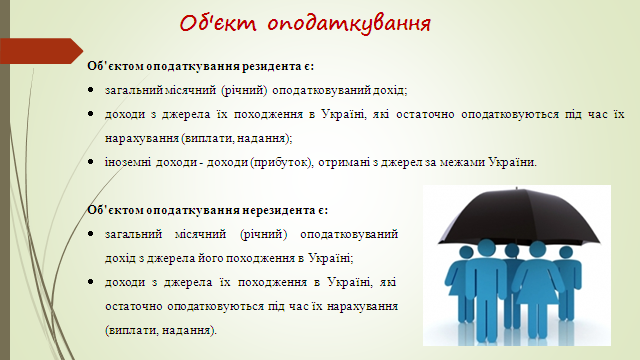 Об'єкт оподаткування
Об'єктом оподаткування резидента є:
• загальний місячний (річний) оподатковуваний дохід;
• доходи з джерела їх походження в Україні, які остаточно оподатковуються під час їх
нарахування (виплати, надання);
• іноземні доходи - доходи (прибуток), отримані з джерел за межами України.
Об'єктом оподаткування нерезидента є:
• загальний місячний (річний) оподатковуваний
дохід з джерела його походження в Україні;
• доходи з джерела їх походження в Україні, які
остаточно оподатковуються під час їх нарахування
(виплати, надання).